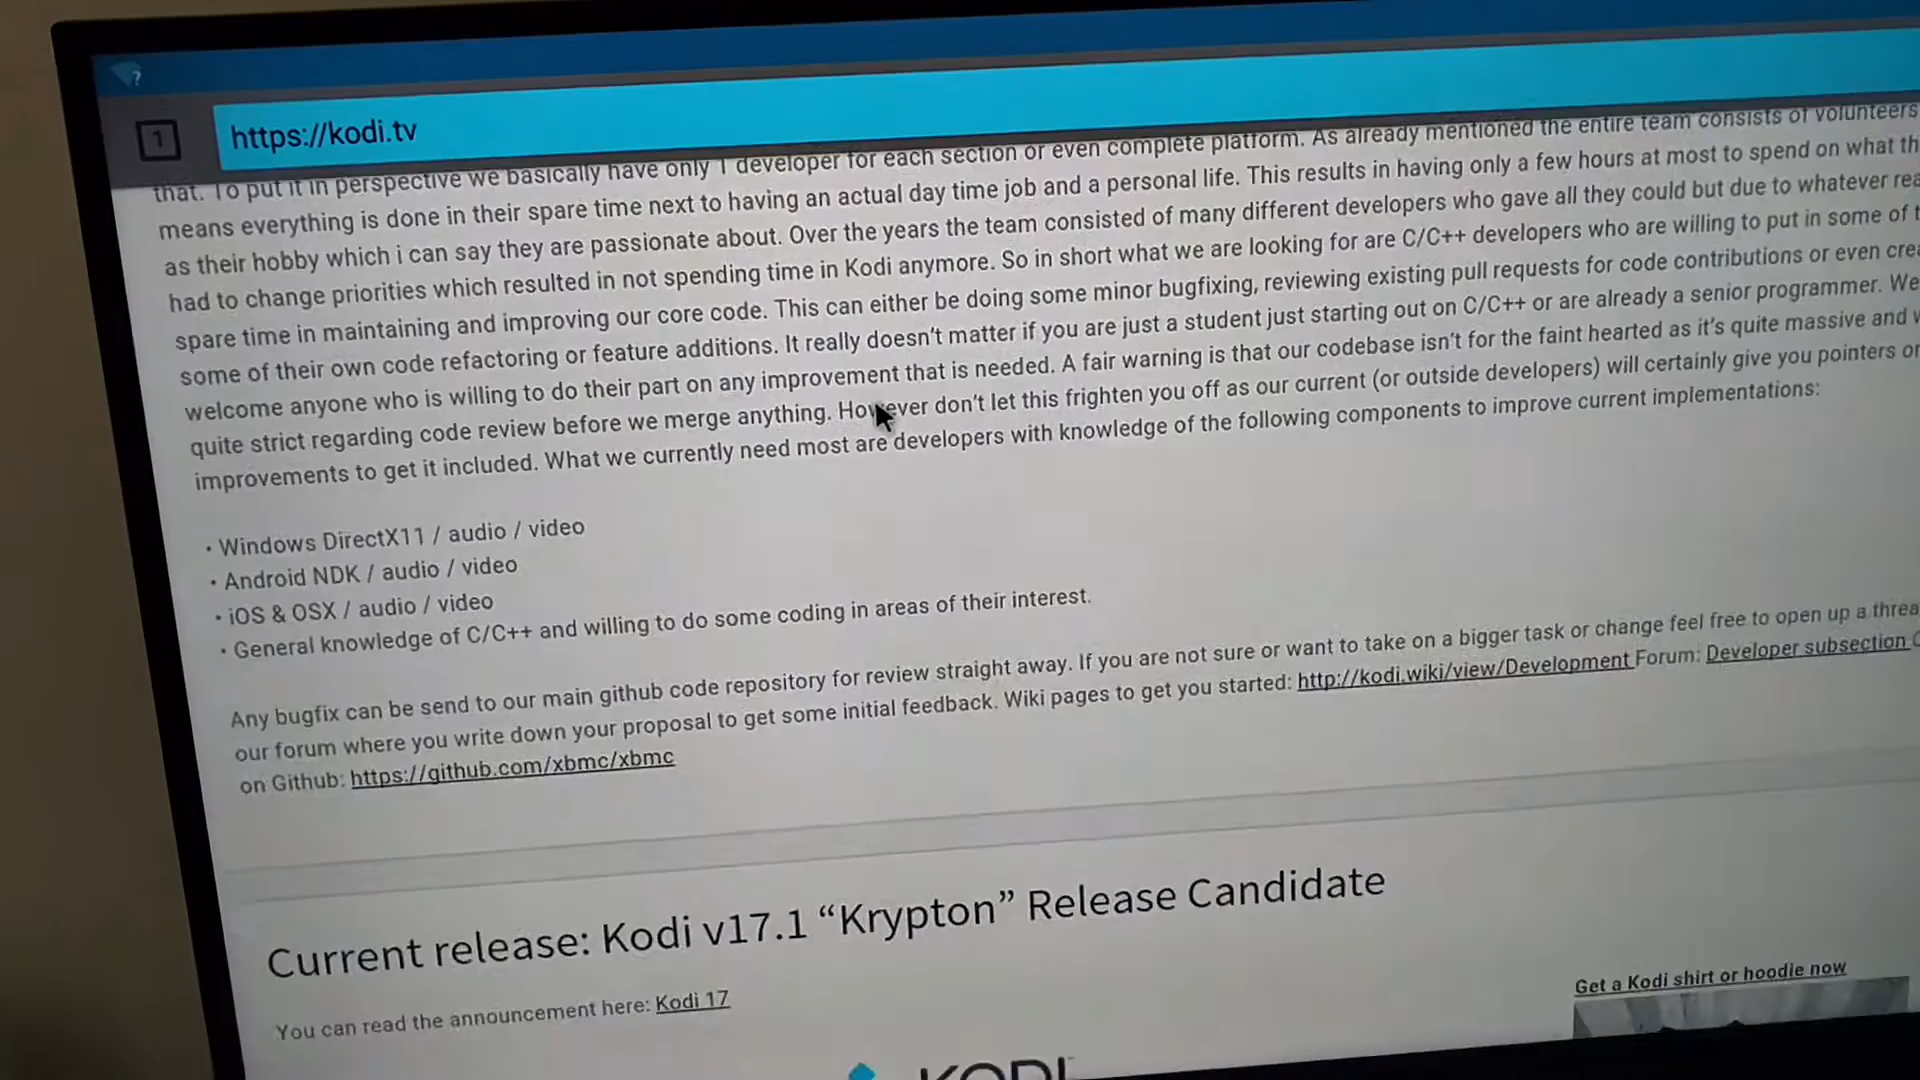 1
https://kodi.tv
that. To put it in perspective we basically have only 1 developer for each section or even complete platform. As already mentioned the entire team consists of volunteers
means everything is done in their spare time next to having an actual day time job and a personal life. This results in having only a few hours at most to spend on what
as their hobby which i can say they are passionate about. Over the years the team consisted of many different developers who gave all they could but due to whatever
had to change priorities which resulted in not spending time in Kodi anymore. So in short what we are looking for are C/C++ developers who are willing to put in some of
spare time in maintaining and improving our core code. This can either be doing some minor bugfixing, reviewing existing pull requests for code contributions or even
some of their own code refactoring or feature additions. It really doesn't matter if you are just a student just starting out on C/C++ or are already a senior programmer. We
welcome anyone who is willing to do their part on any improvement that is needed. A fair warning is that our codebase isn't for the faint hearted as it's quite massive and
quite strict regarding code review before we merge anything. However don't let this frighten you off as our current (or outside developers) will certainly give you pointers
improvements to get it included. What we currently need most are developers with knowledge of the following components to improve current implementations:
• Windows DirectX11 / audio / video
• Android NDK / audio / video
• iOS & OSX / audio / video
• General knowledge of C/C++ and willing to do some coding in areas of their interest.
Any bugfix can be send to our main github code repository for review straight away. If you are not sure or want to take on a bigger task or change feel free to open up a
our forum where you write down your proposal to get some initial feedback. Wiki pages to get you started: http://kodi.wiki/view/Development Forum: Developer subsection
on Github: https://github.com/xbmc/xbmc
Current release: Kodi v17.1 “Krypton” Release Candidate
You can read the announcement here: Kodi 17
Get a Kodi shirt or hoodie now
KODI